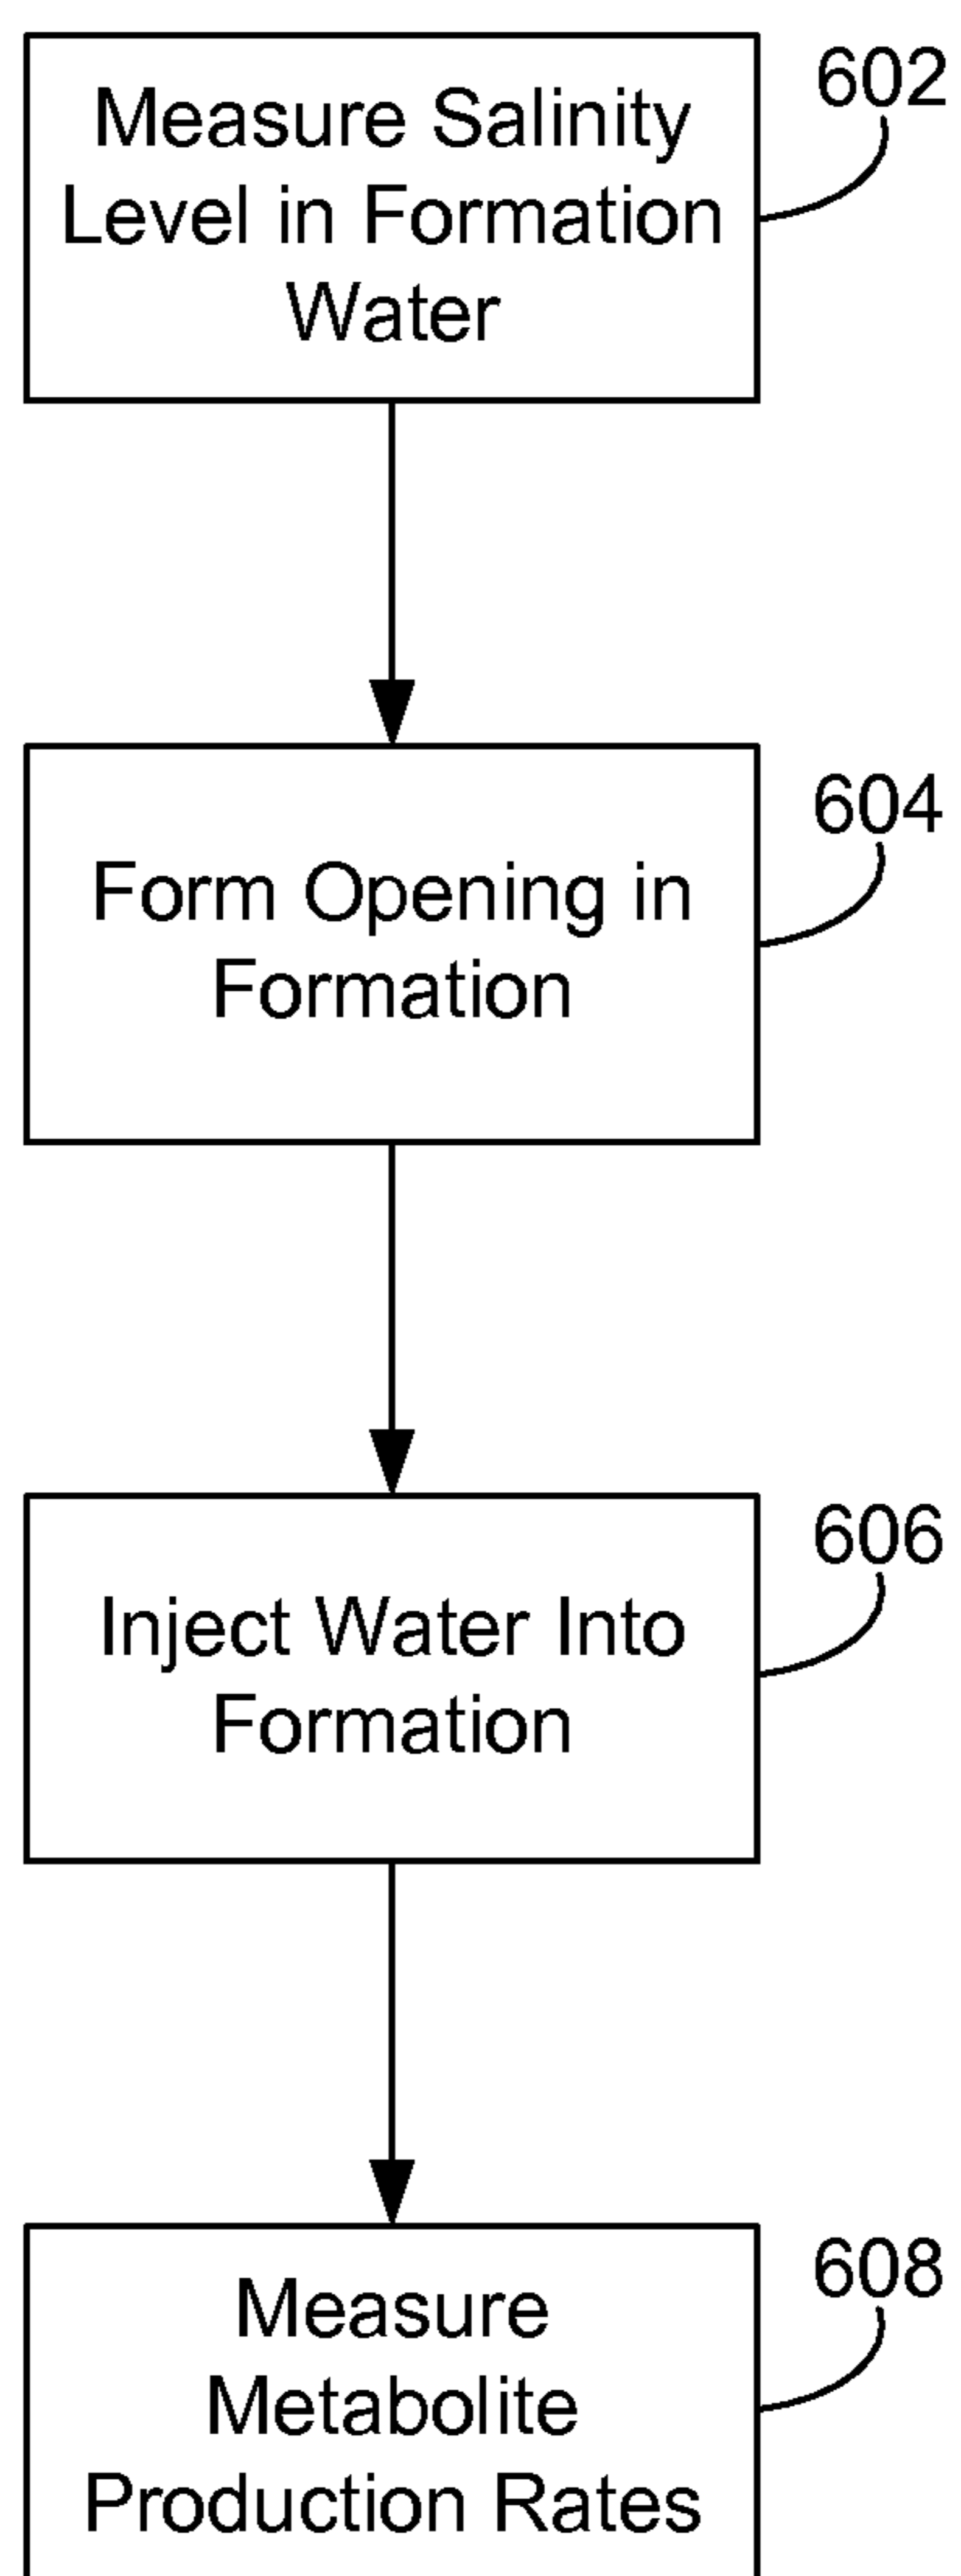 Measure Salinity
Level in Formation
Water
602
Form Opening in
Formation
604
Inject Water Into
Formation
606
Measure
Metabolite
Production Rates
608